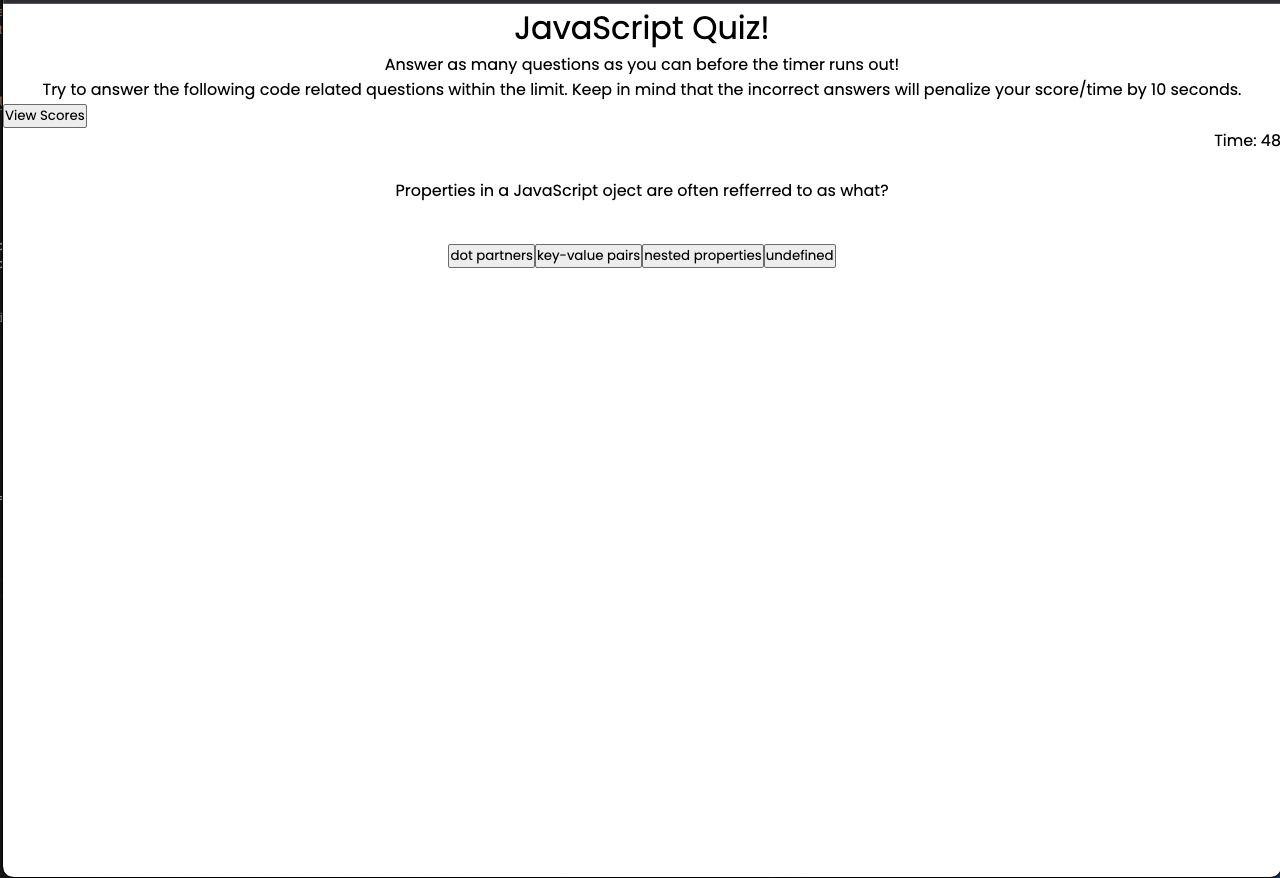 JavaScript Quiz!
Answer as many questions as you can before the timer runs out!
Try to answer the following code related questions within the limit. Keep in mind that the incorrect answers will penalize your score/time by 10 seconds.
View Scores
Time: 48
Properties in a JavaScript oject are often refferred to as what?
dot partners key-value pairs nested properties undefined